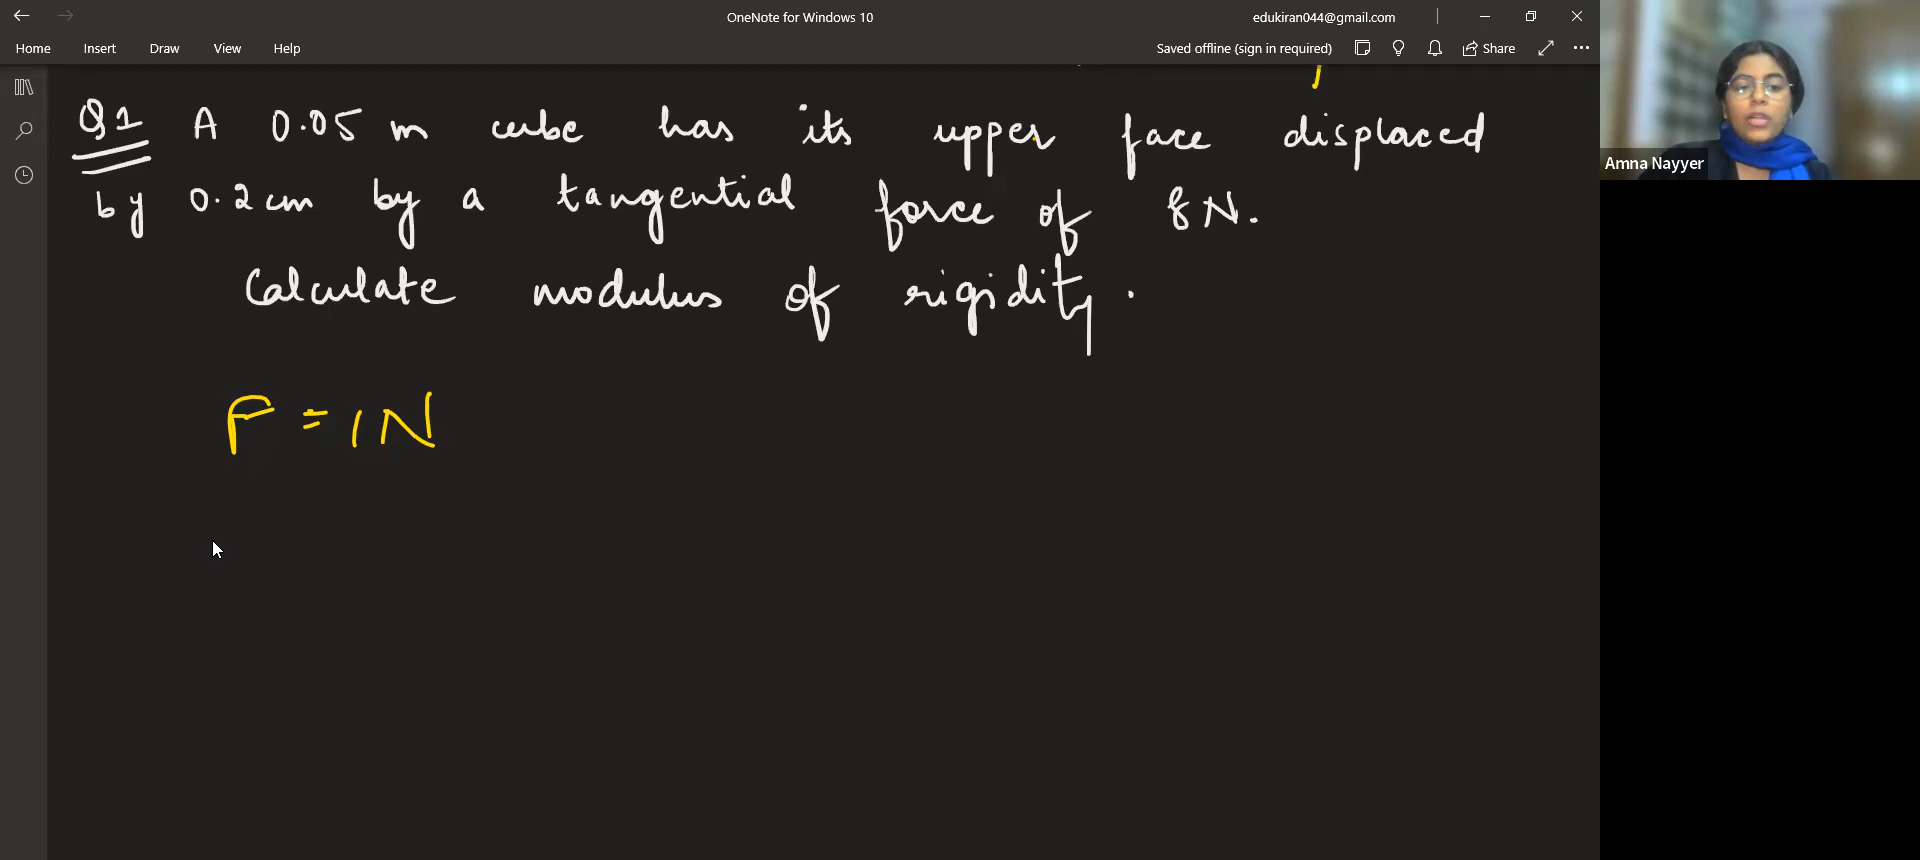 OneNote for Windows 10
edukiran044@gmail.com
Home Insert Draw View Help
Saved offline (sign in required) Share
Q1 A 0.05 m cube has its upper face displaced
by 0.2 cm by a tangential force of 8 N.
Calculate modulus of rigidity.
F = 1N
Amna Nayyer